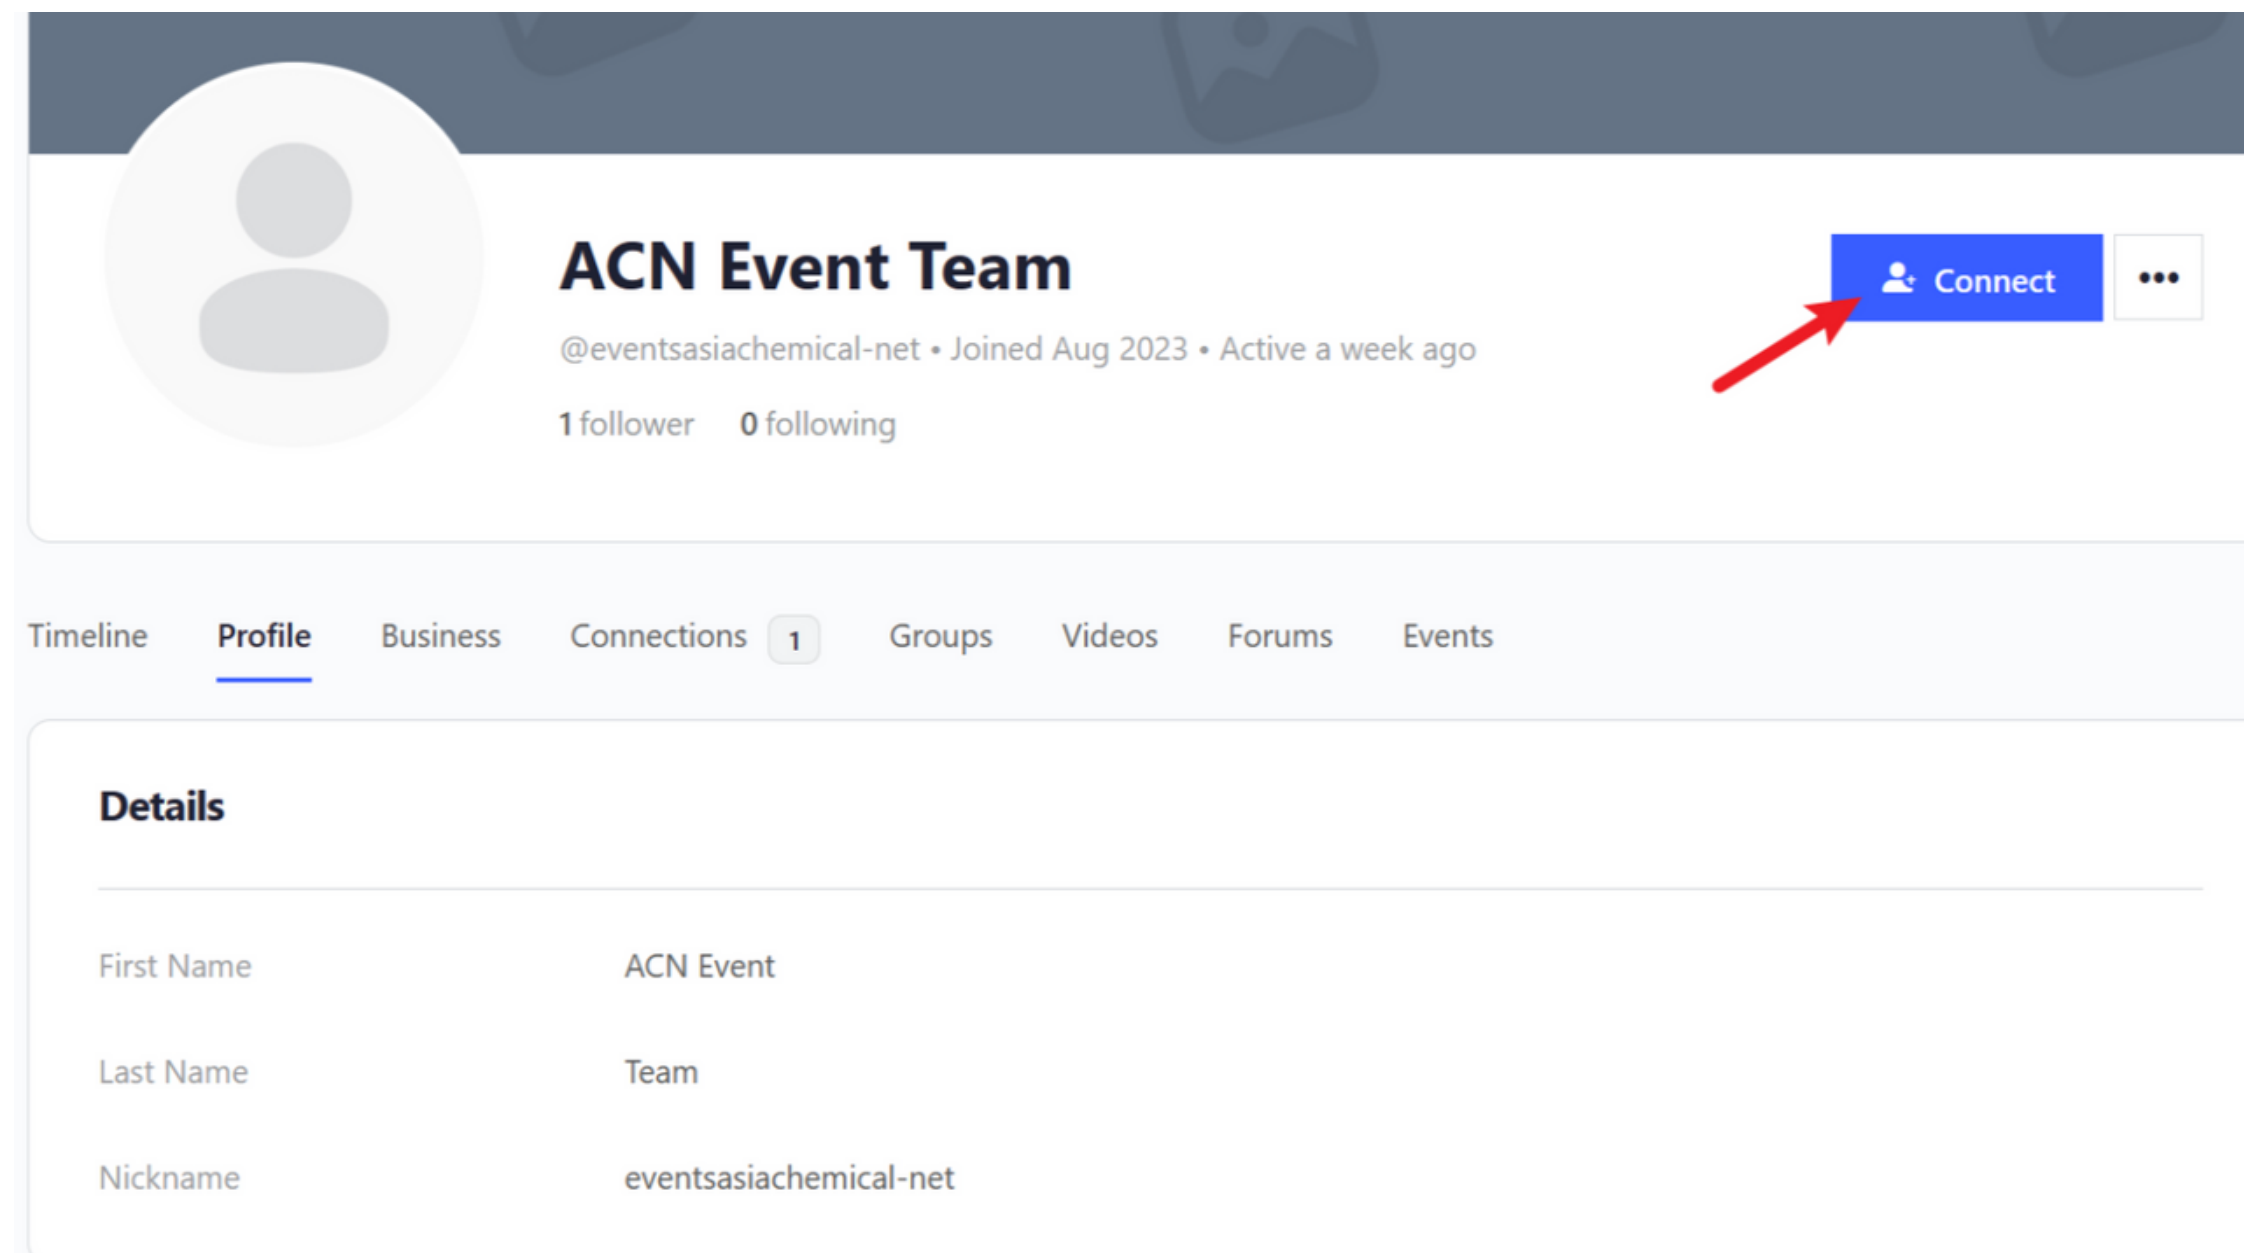 ACN Event Team
Connect
@eventsasiachemical-net • Joined Aug 2023 • Active a week ago
1 follower 0 following
Timeline Profile Business Connections 1 Groups Videos Forums Events
Details
First Name ACN Event
Last Name Team
Nickname eventsasiachemical-net